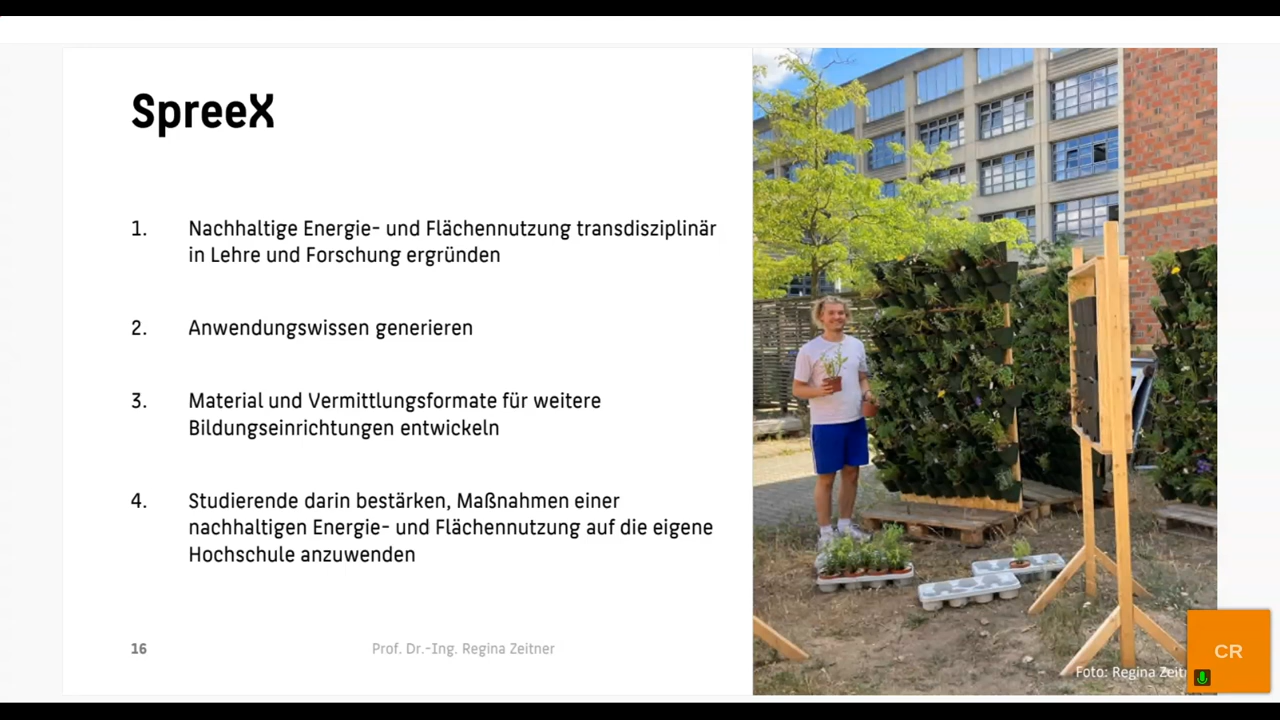 SpreeX
1. Nachhaltige Energie- und Flächennutzung transdisziplinär
in Lehre und Forschung ergründen
2. Anwendungswissen generieren
3. Material und Vermittlungsformate für weitere
Bildungseinrichtungen entwickeln
4. Studierende darin bestärken, Maßnahmen einer
nachhaltigen Energie- und Flächennutzung auf die eigene
Hochschule anzuwenden
16 Prof. Dr.-Ing. Regina Zeitner
Foto: Regina
CR